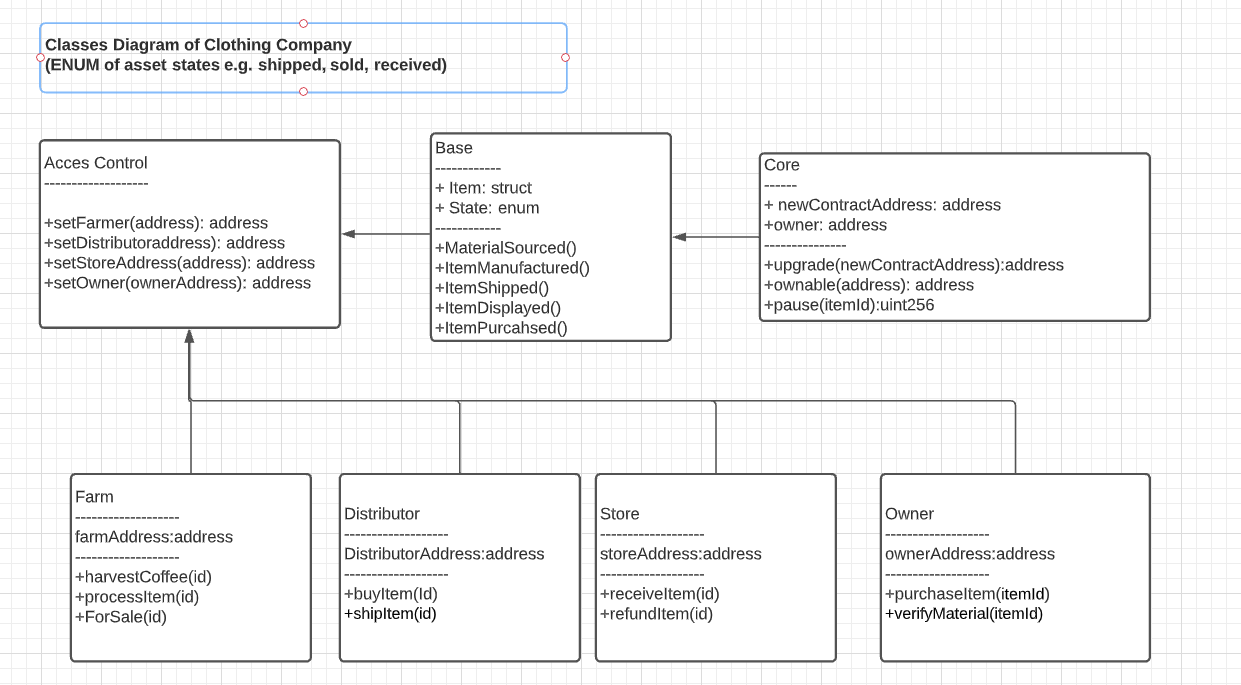 Classes Diagram of Clothing Company
(ENUM of asset states e.g. shipped, sold, received)
Acces Control
-------------------
+setFarmer(address): address
+setDistributoraddress): address
+setStoreAddress(address): address
+setOwner(ownerAddress): address
Base
------------
+ Item: struct
+ State: enum
------------
+MaterialSourced()
+ItemManufactured()
+ItemShipped()
+ItemDisplayed()
+ItemPurcahsed()
Core
------
+ newContractAddress: address
+owner: address
---------------
+upgrade(newContractAddress):address
+ownable(address): address
+pause(itemId):uint256
Farm
-------------------
farmAddress:address
-------------------
+harvestCoffee(id)
+processItem(id)
+ForSale(id)
Distributor
-------------------
DistributorAddress:address
-------------------
+buyItem(Id)
+shipItem(id)
Store
-------------------
storeAddress:address
-------------------
+receiveItem(id)
+refundItem(id)
Owner
-------------------
ownerAddress:address
-------------------
+purchaseItem(itemId)
+verifyMaterial(itemId)